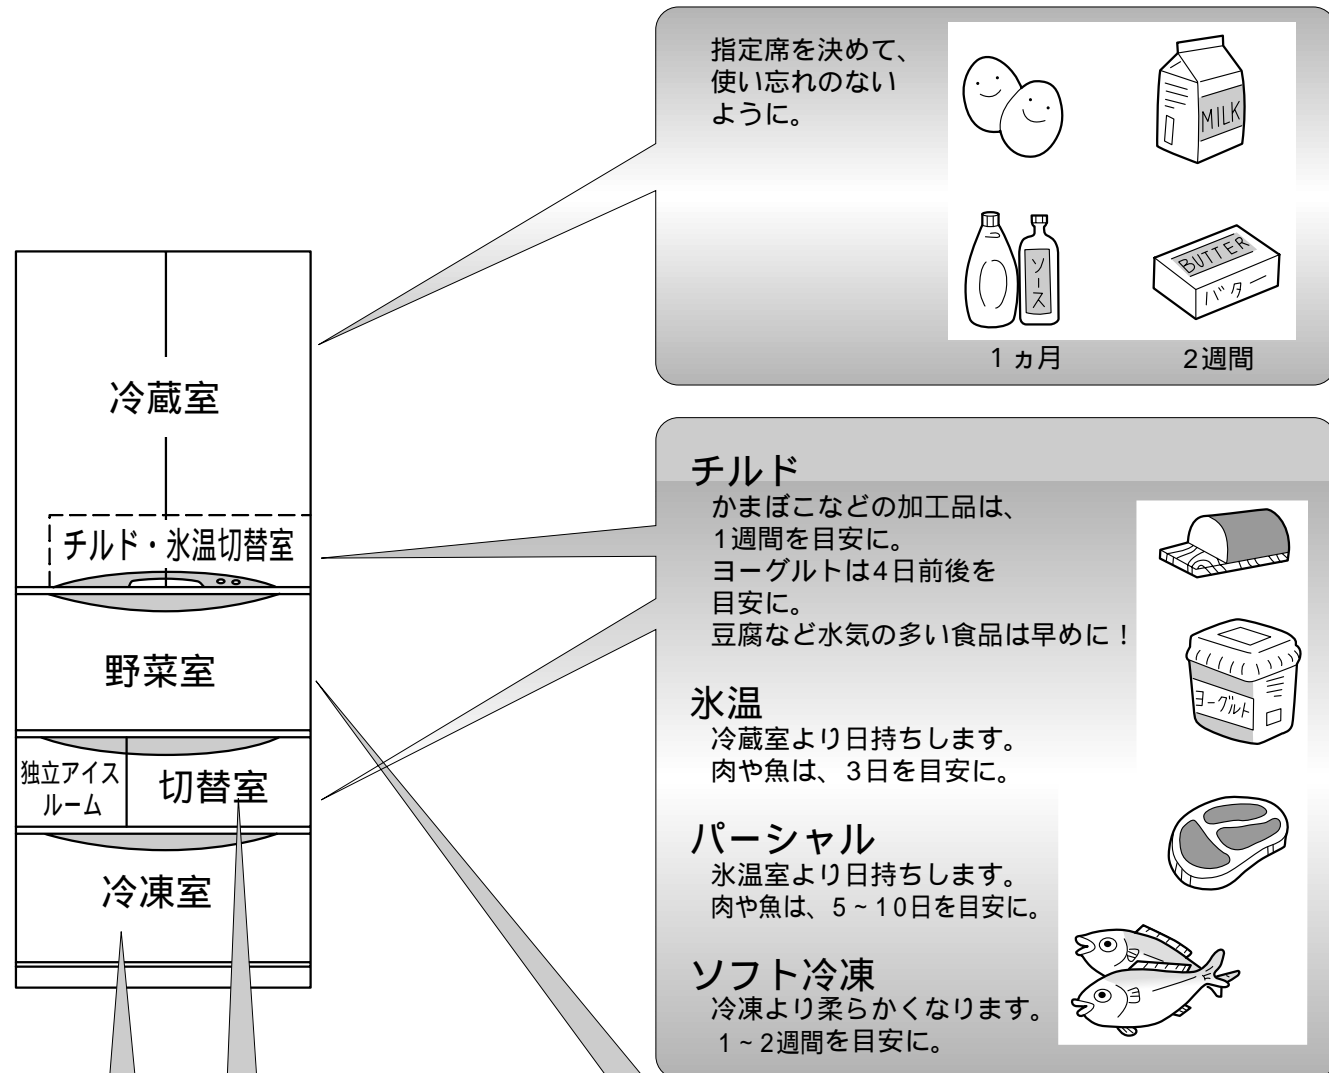 指定席を決めて、
使い忘れのない
ように。
MILK
ソース
BUTTER
バター
1ヵ月
2週間
冷蔵室
チルド・氷温切替室
野菜室
独立アイス
ルーム
切替室
冷凍室
チルド
かまぼこなどの加工品は、
1週間を目安に。
ヨーグルトは4日前後を
目安に。
豆腐など水気の多い食品は早めに！
ヨーグルト
氷温
冷蔵室より日持ちします。
肉や魚は、3日を目安に。
パーシャル
氷温室より日持ちします。
肉や魚は、5~10日を目安に。
ソフト冷凍
冷凍より柔らかくなります。
1~2週間を目安に。